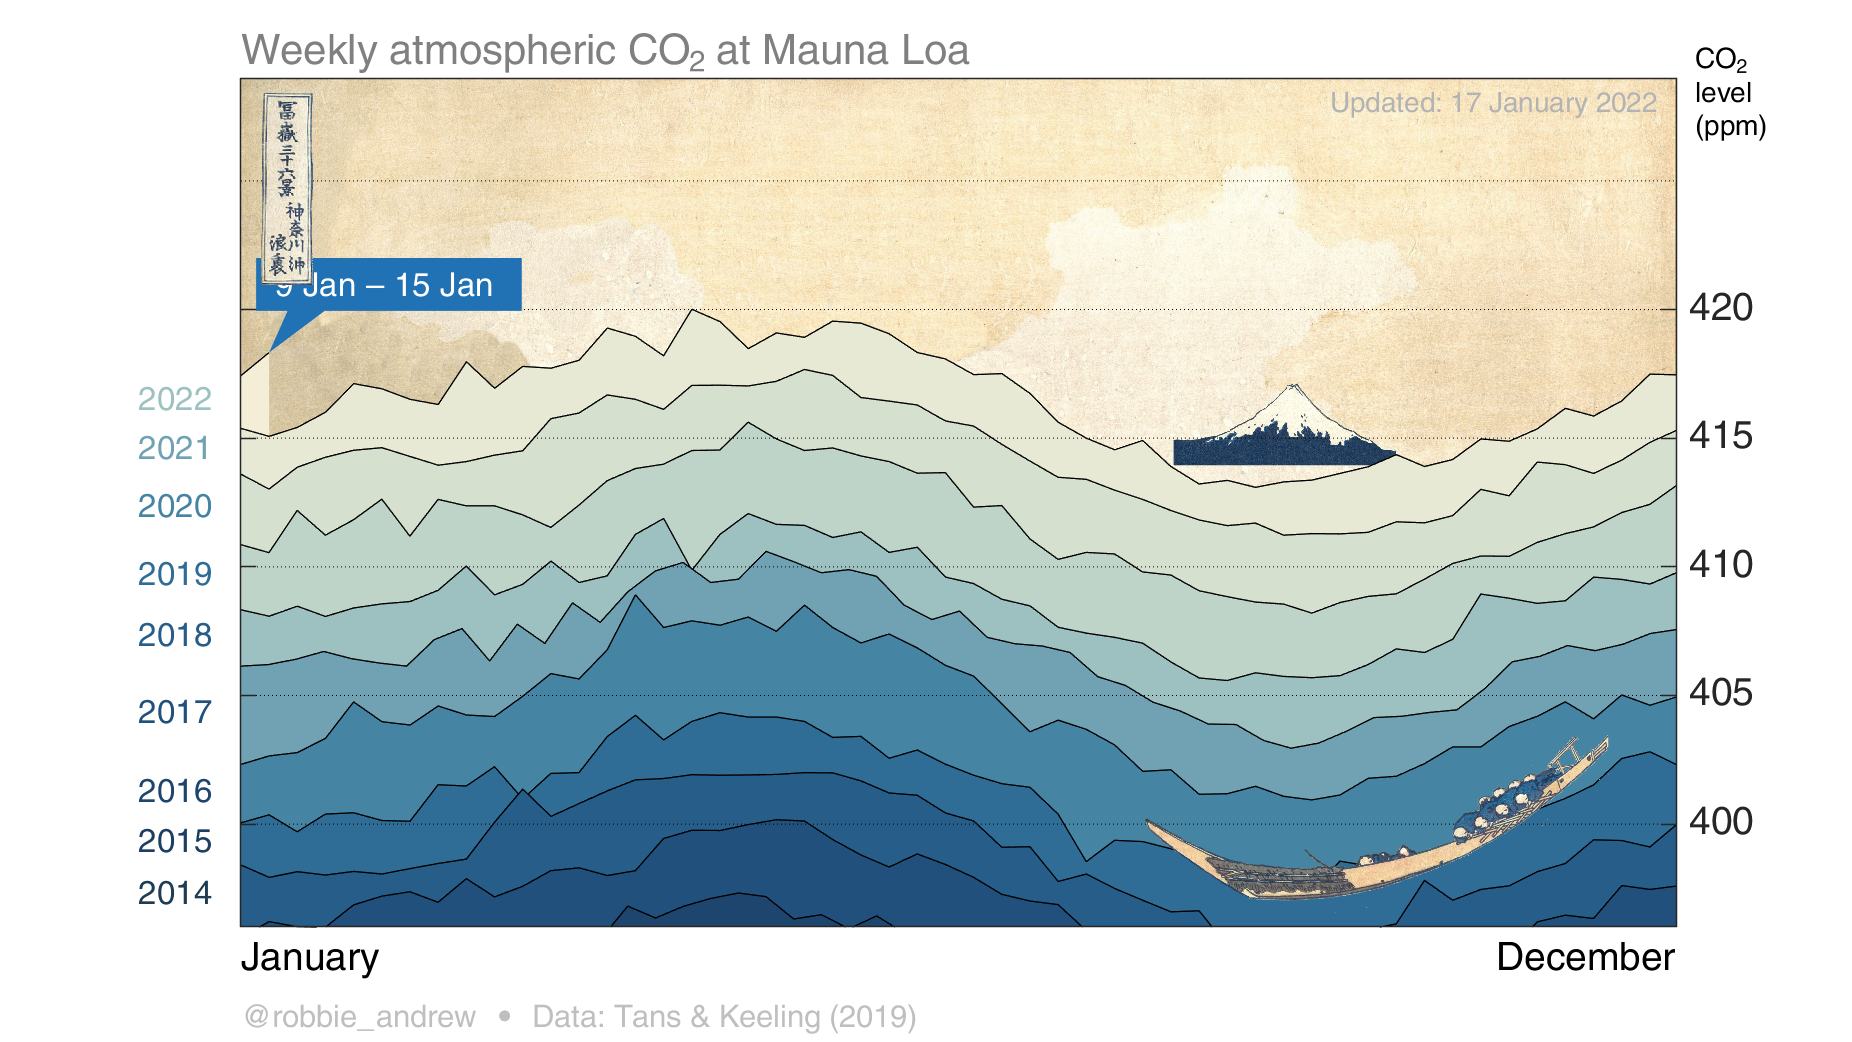 Weekly atmospheric CO₂ at Mauna Loa
CO₂
level
(ppm)
Updated: 17 January 2022
冨嶽三十六景
神奈川沖
浪裏
9 Jan – 15 Jan
420
2022
415
2021
2020
410
2019
2018
405
2017
2016
400
2015
2014
January
December
@robbie_andrew • Data: Tans & Keeling (2019)